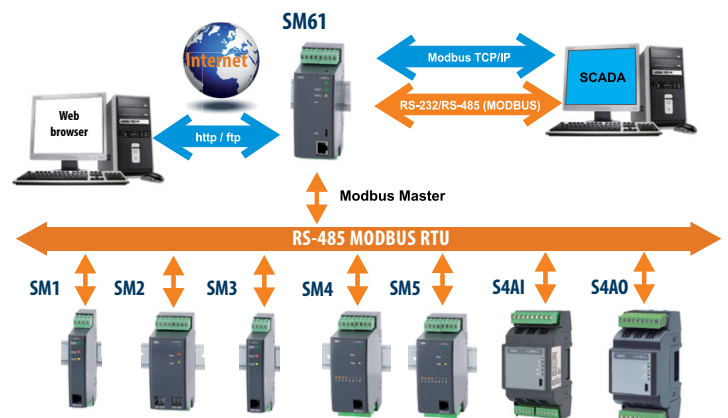 SM61
Internet
Modbus TCP/IP
SCADA
RS-232/RS-485 (MODBUS)
Web
browser
http / ftp
Modbus Master
RS-485 MODBUS RTU
SM1
SM2
SM3
SM4
SM5
S4AI
S4AO